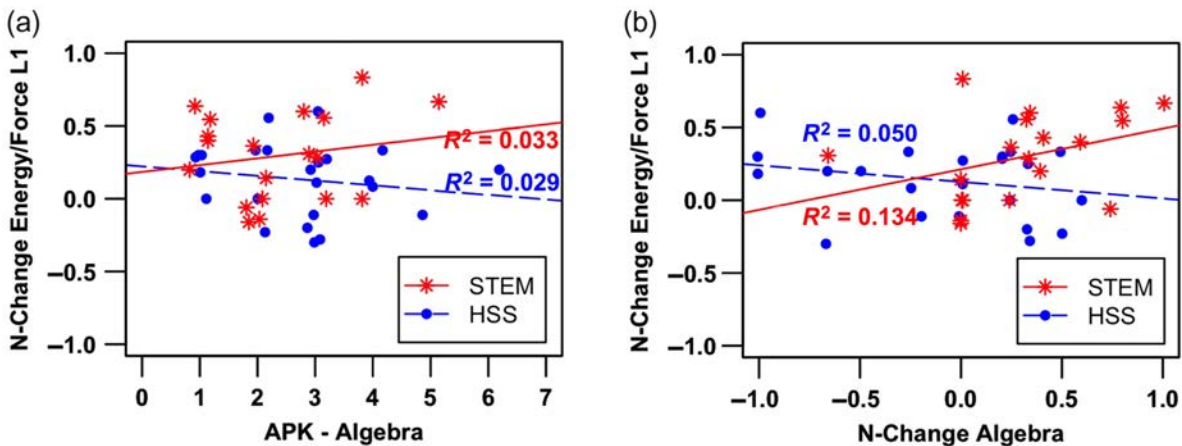 (a)
N-Change Energy/Force L1
1.0
0.5
0.0
–0.5
–1.0
R² = 0.033
R² = 0.029
STEM
HSS
0 1 2 3 4 5 6 7
APK - Algebra
(b)
N-Change Energy/Force L1
1.0
0.5
0.0
–0.5
–1.0
R² = 0.050
R² = 0.134
STEM
HSS
–1.0 –0.5 0.0 0.5 1.0
N-Change Algebra